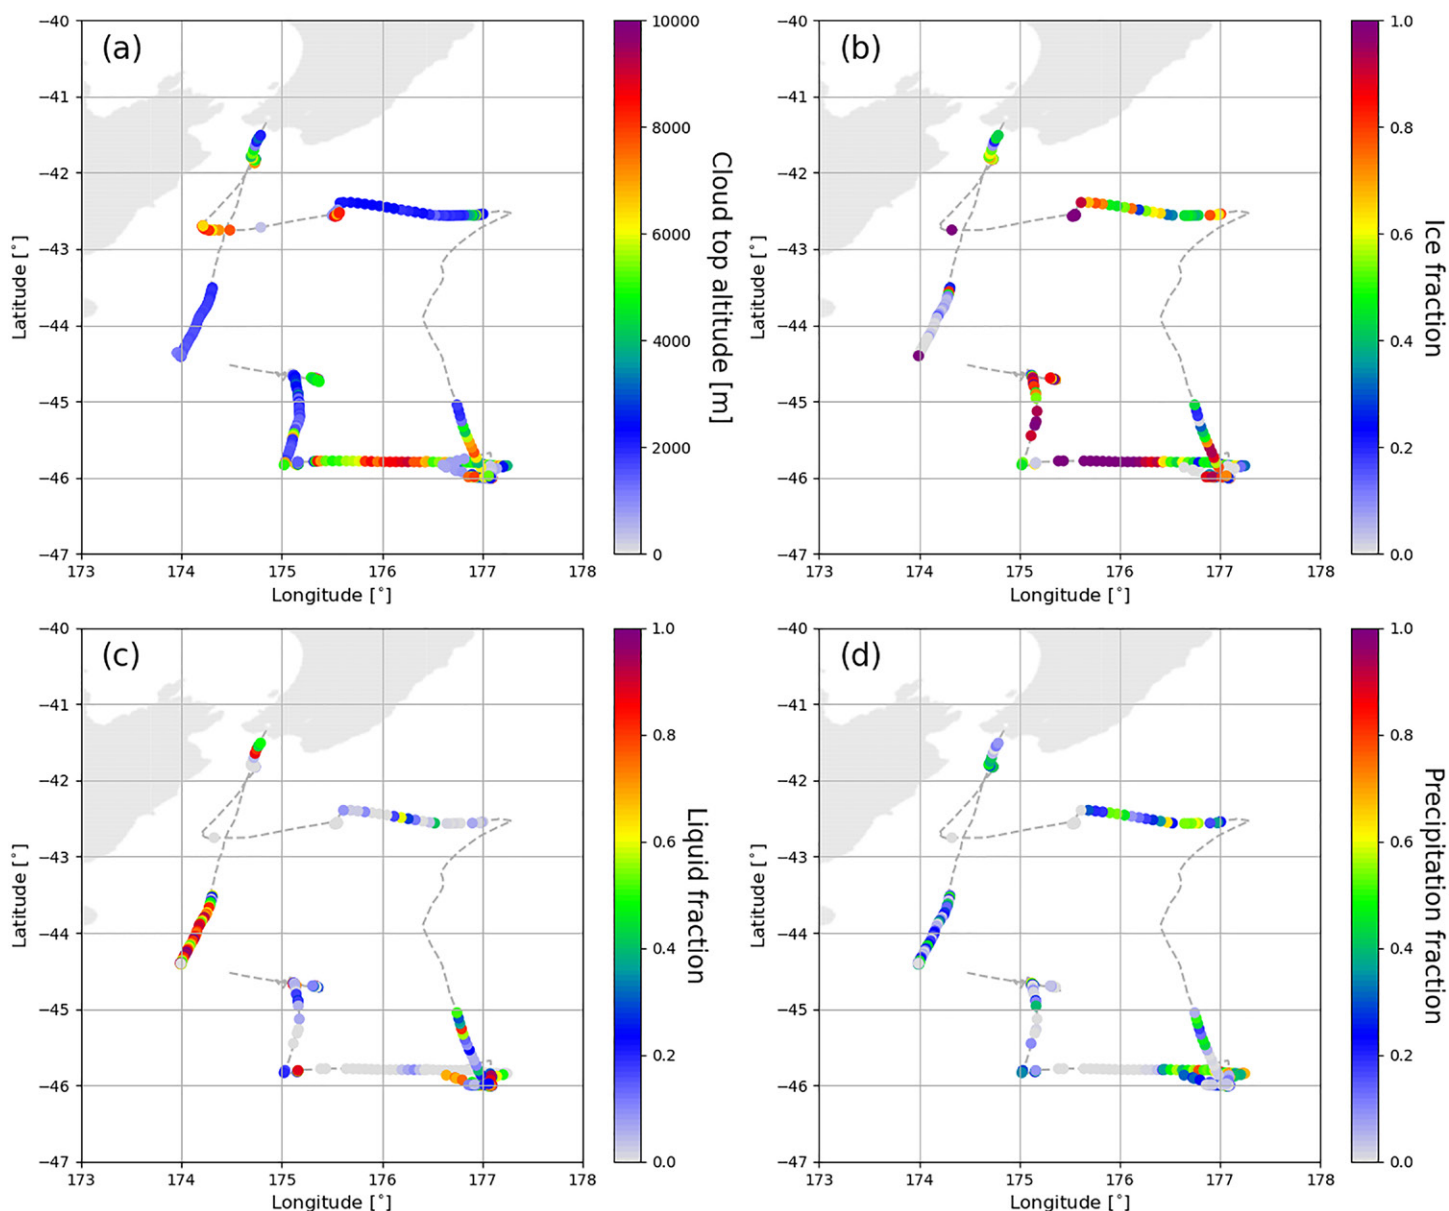 (a)
−40
−41
−42
−43
−44
−45
−46
−47
173 174 175 176 177 178
Longitude [°]
Latitude [°]
10000
8000
6000
4000
2000
0
Cloud top altitude [m]
(b)
−40
−41
−42
−43
−44
−45
−46
−47
173 174 175 176 177 178
Longitude [°]
Latitude [°]
1.0
0.8
0.6
0.4
0.2
0.0
Ice fraction
(c)
−40
−41
−42
−43
−44
−45
−46
−47
173 174 175 176 177 178
Longitude [°]
Latitude [°]
1.0
0.8
0.6
0.4
0.2
0.0
Liquid fraction
(d)
−40
−41
−42
−43
−44
−45
−46
−47
173 174 175 176 177 178
Longitude [°]
Latitude [°]
1.0
0.8
0.6
0.4
0.2
0.0
Precipitation fraction